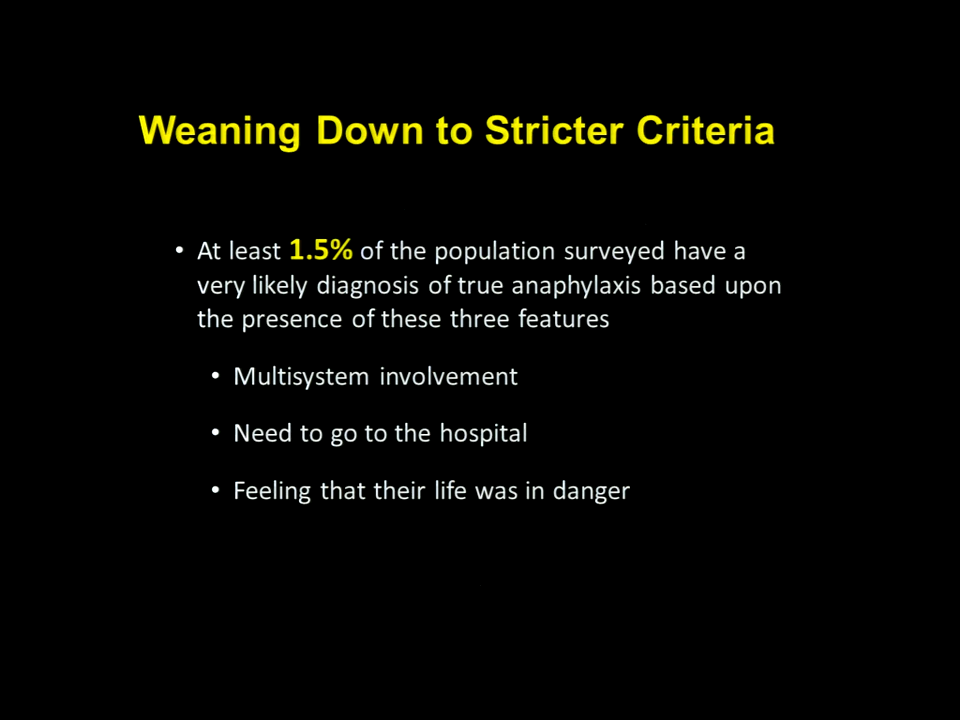 Weaning Down to Stricter Criteria
• At least 1.5% of the population surveyed have a
very likely diagnosis of true anaphylaxis based upon
the presence of these three features
• Multisystem involvement
• Need to go to the hospital
• Feeling that their life was in danger